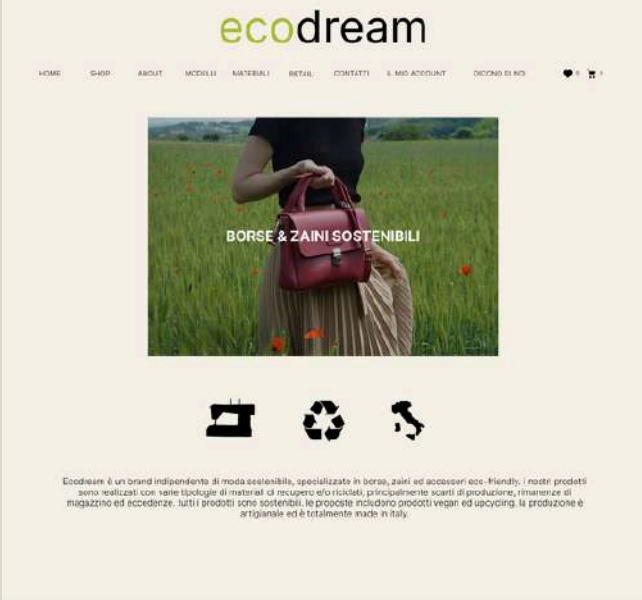 ecodream
HOME SHOP ABOUT MODELLI MATERIALI RETAIL CONTATTI IL MIO ACCOUNT DICONO DI NOI
BORSE & ZAINI SOSTENIBILI
Ecodream è un brand indipendente di moda sostenibile, specializzato in borse, zaini ed accessori eco-friendly. i nostri prodotti
sono realizzati con varie tipologie di materiali di recupero e/o riciclati, principalmente scarti di produzione, rimanenze di
magazzino ed eccedenze. tutti i prodotti sono sostenibili. le proposte includono prodotti vegan ed upcycling. la produzione è
artigianale ed è totalmente made in italy.